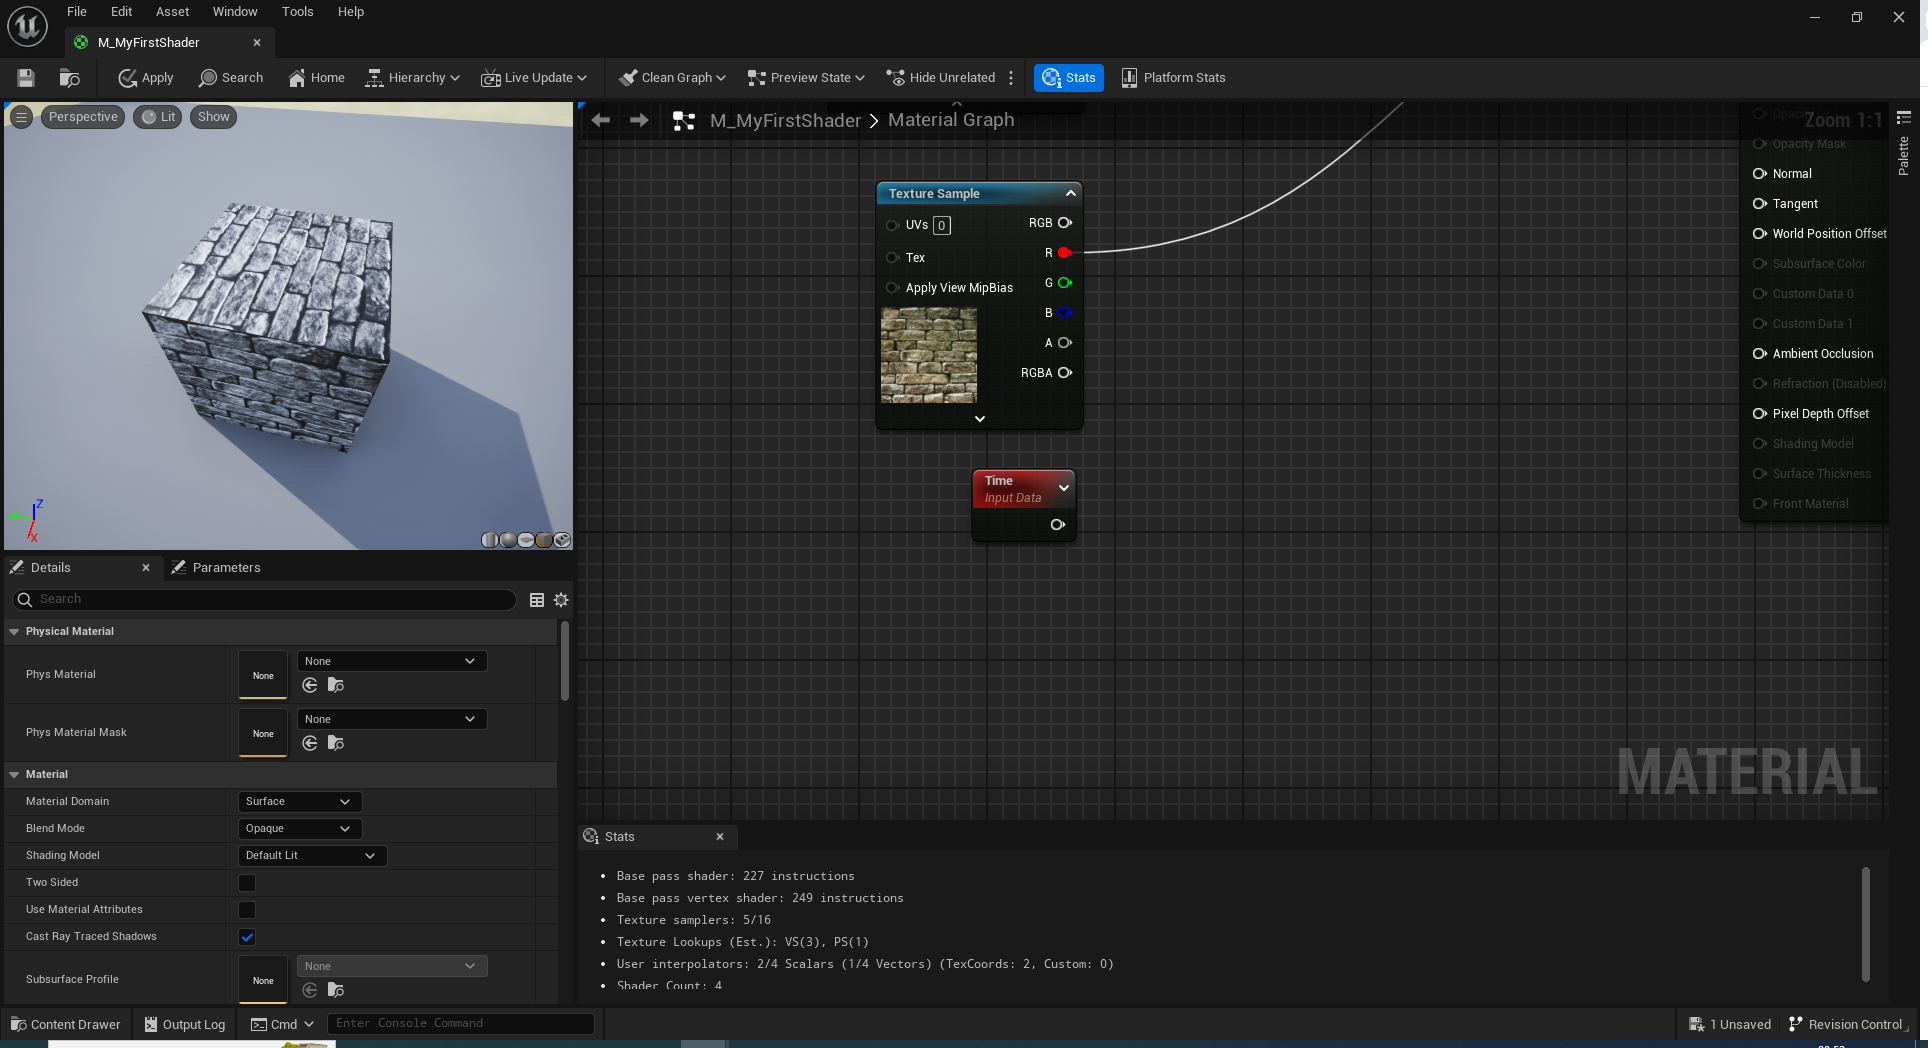 File Edit Asset Window Tools Help
M_MyFirstShader
Apply Search Home Hierarchy Live Update Clean Graph Preview State Hide Unrelated Stats Platform Stats
Perspective Lit Show
Z
X
M_MyFirstShader > Material Graph
Zoom 1:1
Palette
Texture Sample
UVs 0
Tex
Apply View MipBias
RGB
R
G
B
A
RGBA
Time
Input Data
Opacity Mask
Normal
Tangent
World Position Offset
Subsurface Color
Custom Data 0
Custom Data 1
Ambient Occlusion
Refraction (Disabled)
Pixel Depth Offset
Shading Model
Surface Thickness
Front Material
MATERIAL
Details Parameters
Search
Physical Material
Phys Material None None
Phys Material Mask None None
Material
Material Domain Surface
Blend Mode Opaque
Shading Model Default Lit
Two Sided
Use Material Attributes
Cast Ray Traced Shadows
Subsurface Profile None None
Stats
• Base pass shader: 227 instructions
• Base pass vertex shader: 249 instructions
• Texture samplers: 5/16
• Texture Lookups (Est.): VS(3), PS(1)
• User interpolators: 2/4 Scalars (1/4 Vectors) (TexCoords: 2, Custom: 0)
• Shader Count: 4
Content Drawer Output Log Cmd Enter Console Command 1 Unsaved Revision Control